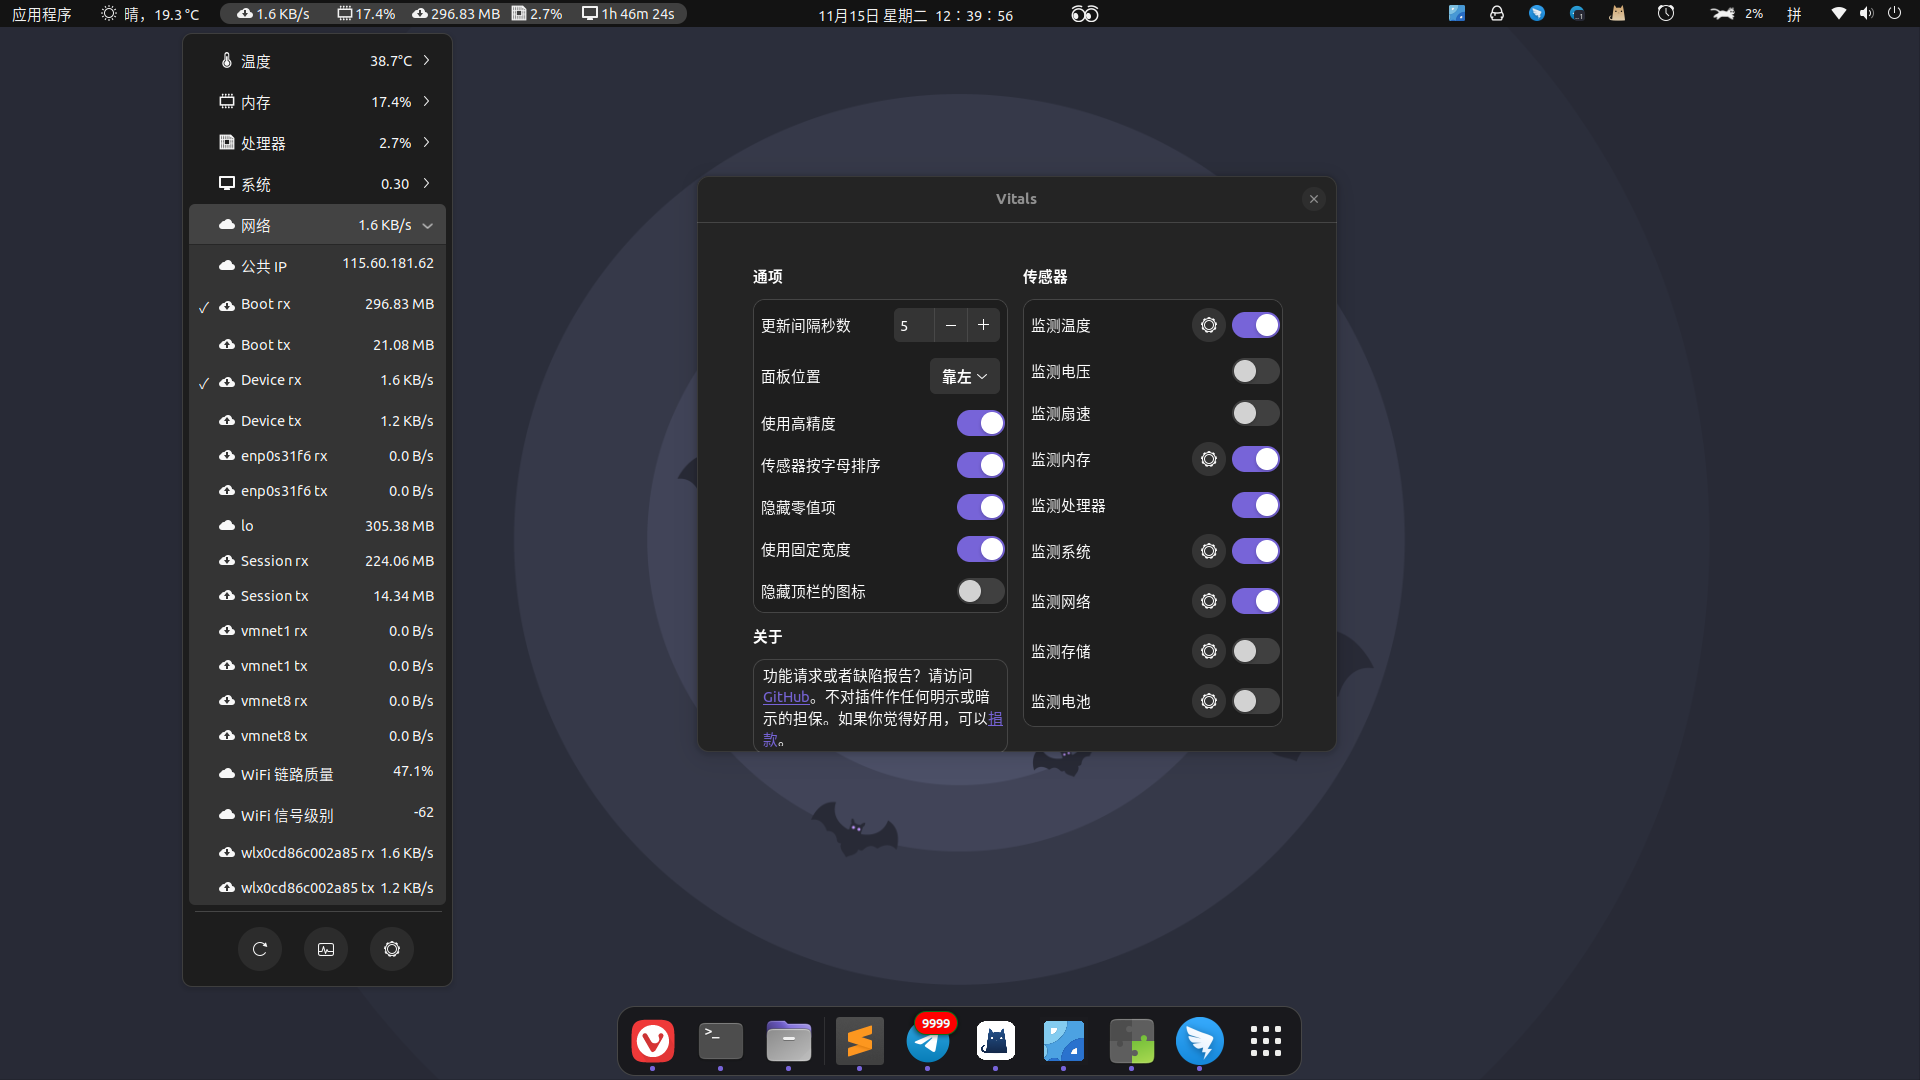 应用程序
晴，19.3 °C
1.6 KB/s
17.4%
296.83 MB
2.7%
1h 46m 24s
11月15日 星期二 12：39：56
2%
拼
温度 38.7°C
内存 17.4%
处理器 2.7%
系统 0.30
网络 1.6 KB/s
公共 IP 115.60.181.62
Boot rx 296.83 MB
Boot tx 21.08 MB
Device rx 1.6 KB/s
Device tx 1.2 KB/s
enp0s31f6 rx 0.0 B/s
enp0s31f6 tx 0.0 B/s
lo 305.38 MB
Session rx 224.06 MB
Session tx 14.34 MB
vmnet1 rx 0.0 B/s
vmnet1 tx 0.0 B/s
vmnet8 rx 0.0 B/s
vmnet8 tx 0.0 B/s
WiFi 链路质量 47.1%
WiFi 信号级别 -62
wlx0cd86c002a85 rx 1.6 KB/s
wlx0cd86c002a85 tx 1.2 KB/s
Vitals
通项
更新间隔秒数 5 − +
面板位置 靠左
使用高精度
传感器按字母排序
隐藏零值项
使用固定宽度
隐藏顶栏的图标
关于
功能请求或者缺陷报告？请访问
GitHub。不对插件作任何明示或暗
示的担保。如果你觉得好用，可以捐
款。
传感器
监测温度
监测电压
监测扇速
监测内存
监测处理器
监测系统
监测网络
监测存储
监测电池
9999